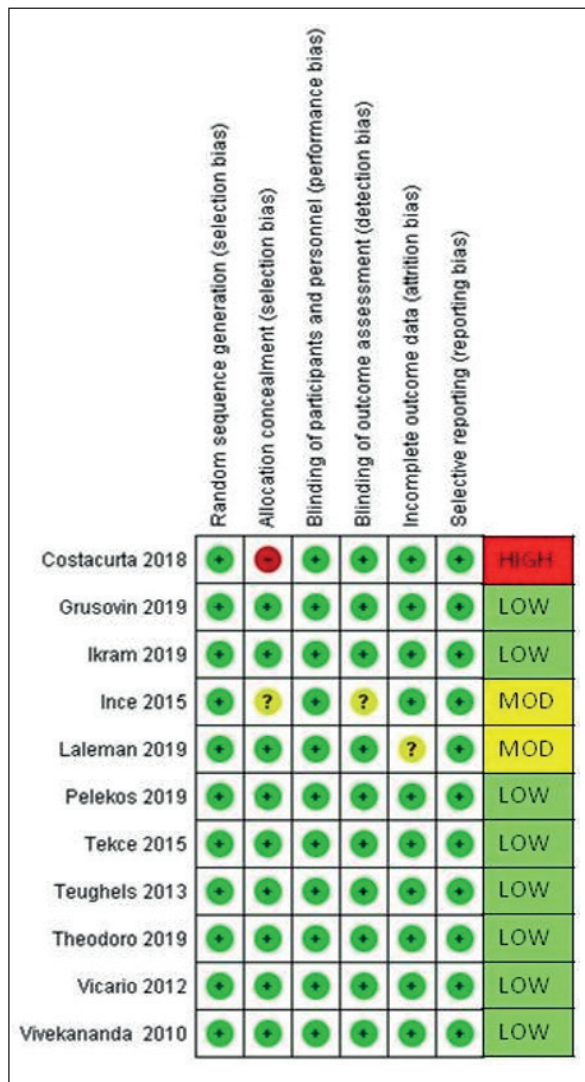 Random sequence generation (selection bias)
Allocation concealment (selection bias)
Blinding of participants and personnel (performance bias)
Blinding of outcome assessment (detection bias)
Incomplete outcome data (attrition bias)
Selective reporting (reporting bias)
Costacurta 2018 + - + + + + HIGH
Grusovin 2019 + + + + + + LOW
Ikram 2019 + + + + + + LOW
Ince 2015 + ? + ? + + MOD
Laleman 2019 + + + + ? + MOD
Pelekos 2019 + + + + + + LOW
Tekce 2015 + + + + + + LOW
Teughels 2013 + + + + + + LOW
Theodoro 2019 + + + + + + LOW
Vicario 2012 + + + + + + LOW
Vivekananda 2010 + + + + + + LOW